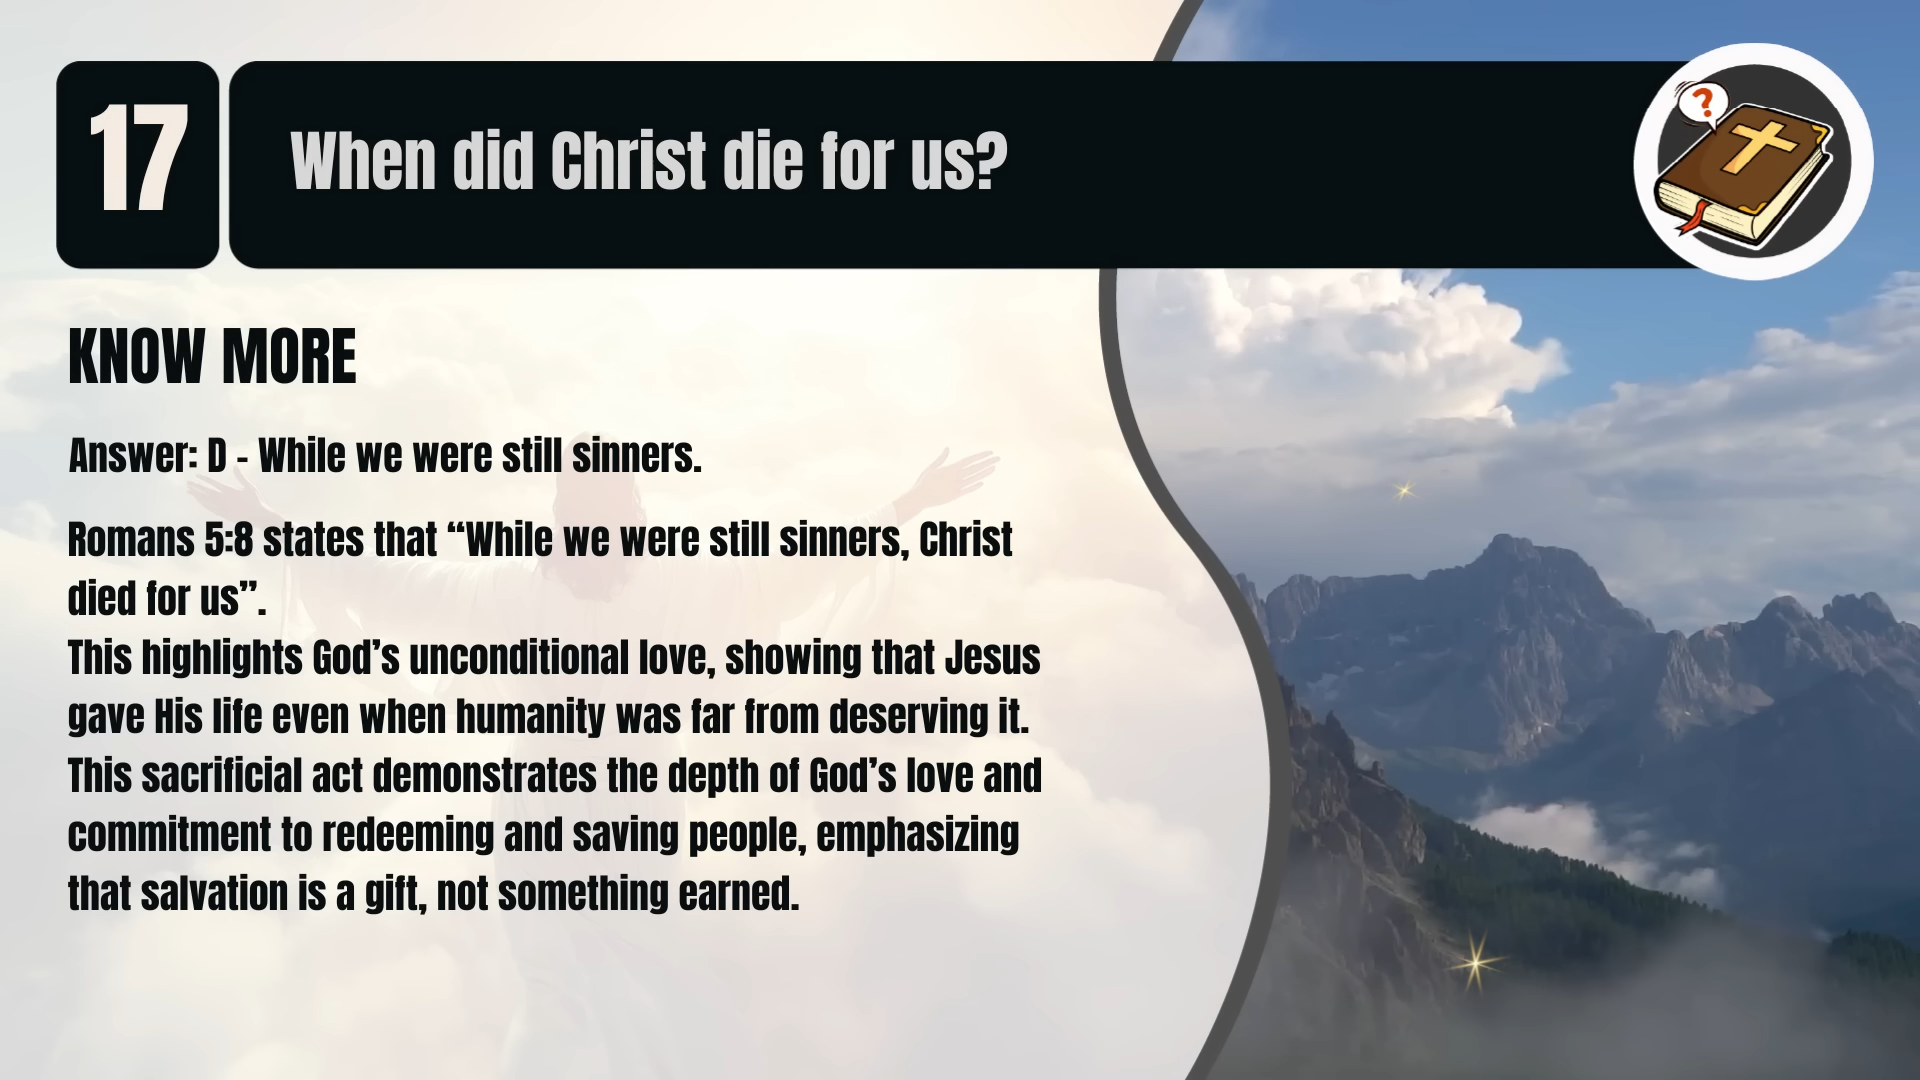 17
When did Christ die for us?
?
KNOW MORE
Answer: D - While we were still sinners.
Romans 5:8 states that “While we were still sinners, Christ
died for us”.
This highlights God’s unconditional love, showing that Jesus
gave His life even when humanity was far from deserving it.
This sacrificial act demonstrates the depth of God’s love and
commitment to redeeming and saving people, emphasizing
that salvation is a gift, not something earned.